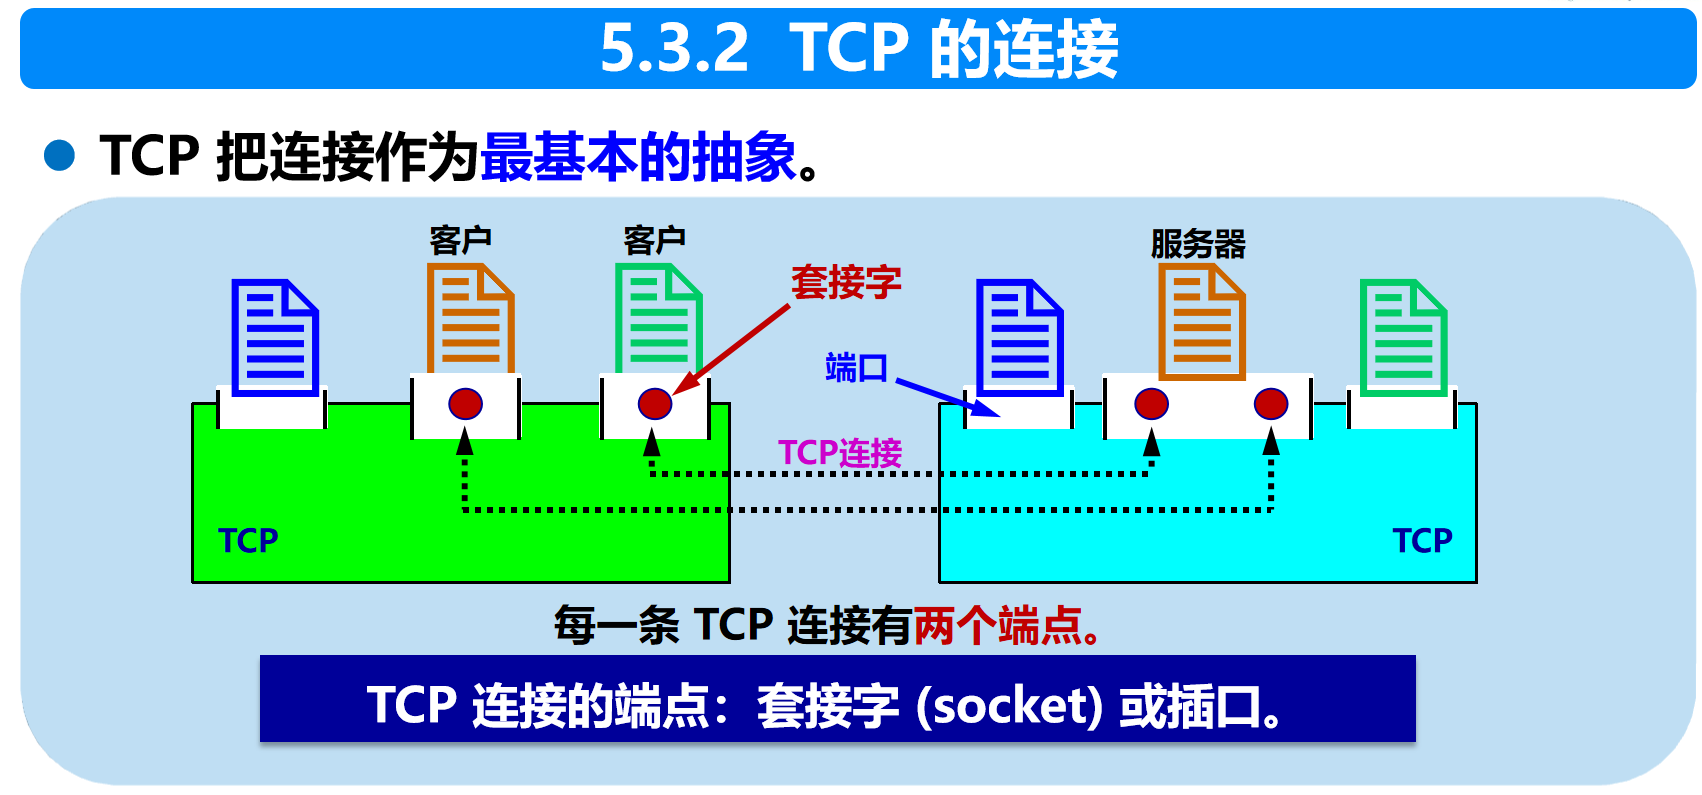 5.3.2 TCP 的连接
TCP 把连接作为最基本的抽象。
客户
客户
服务器
套接字
端口
TCP连接
TCP
TCP
每一条 TCP 连接有两个端点。
TCP 连接的端点：套接字 (socket) 或插口。